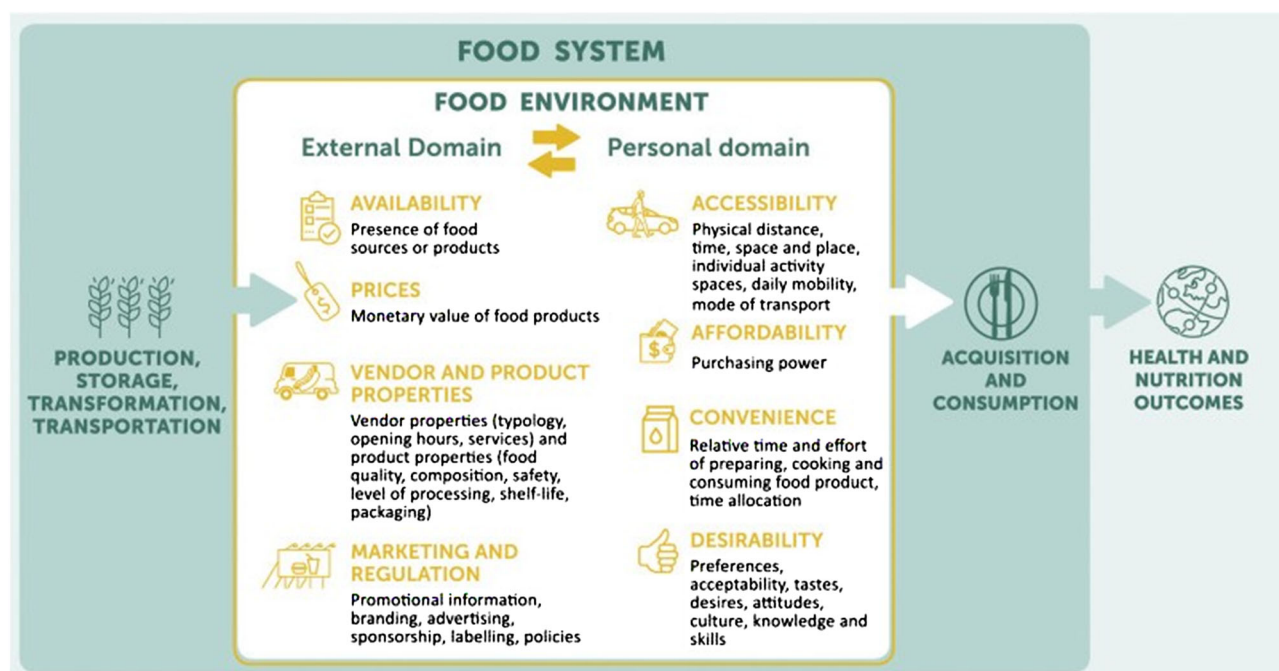 FOOD SYSTEM
FOOD ENVIRONMENT
External Domain
Personal domain
PRODUCTION,
STORAGE,
TRANSFORMATION,
TRANSPORTATION
AVAILABILITY
Presence of food
sources or products
PRICES
$
Monetary value of food products
VENDOR AND PRODUCT
PROPERTIES
Vendor properties (typology,
opening hours, services) and
product properties (food
quality, composition, safety,
level of processing, shelf-life,
packaging)
MARKETING AND
REGULATION
Promotional information,
branding, advertising,
sponsorship, labelling, policies
ACCESSIBILITY
Physical distance,
time, space and place,
individual activity
spaces, daily mobility,
mode of transport
AFFORDABILITY
$
Purchasing power
CONVENIENCE
Relative time and effort
of preparing, cooking and
consuming food product,
time allocation
DESIRABILITY
Preferences,
acceptability, tastes,
desires, attitudes,
culture, knowledge and
skills
ACQUISITION
AND
CONSUMPTION
HEALTH AND
NUTRITION
OUTCOMES